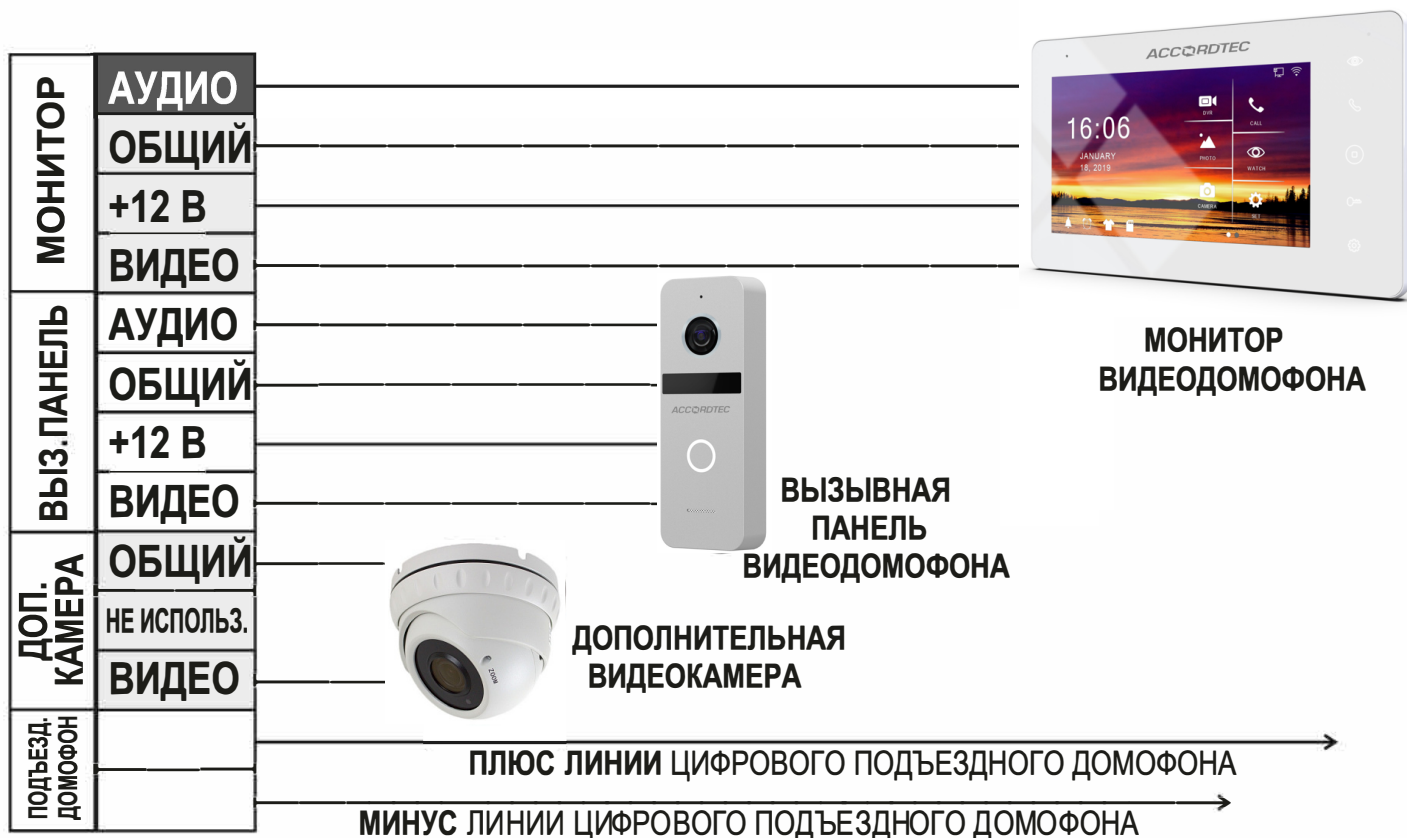 ACCORDTEC
DVR
CALL
16:06
JANUARY
18, 2019
PHOTO
WATCH
CAMERA
SET
МОНИТОР
АУДИО
ОБЩИЙ
+12 В
ВИДЕО
МОНИТОР
ВИДЕОДОМОФОНА
ВЫЗ.ПАНЕЛЬ
АУДИО
ОБЩИЙ
+12 В
ВИДЕО
ACCORDTEC
ВЫЗЫВНАЯ
ПАНЕЛЬ
ВИДЕОДОМОФОНА
ДОП.
КАМЕРА
ОБЩИЙ
НЕ ИСПОЛЬЗ.
ВИДЕО
ZOOM
ДОПОЛНИТЕЛЬНАЯ
ВИДЕОКАМЕРА
ПОДЪЕЗД.
ДОМОФОН
ПЛЮС ЛИНИИ ЦИФРОВОГО ПОДЪЕЗДНОГО ДОМОФОНА
МИНУС ЛИНИИ ЦИФРОВОГО ПОДЪЕЗДНОГО ДОМОФОНА